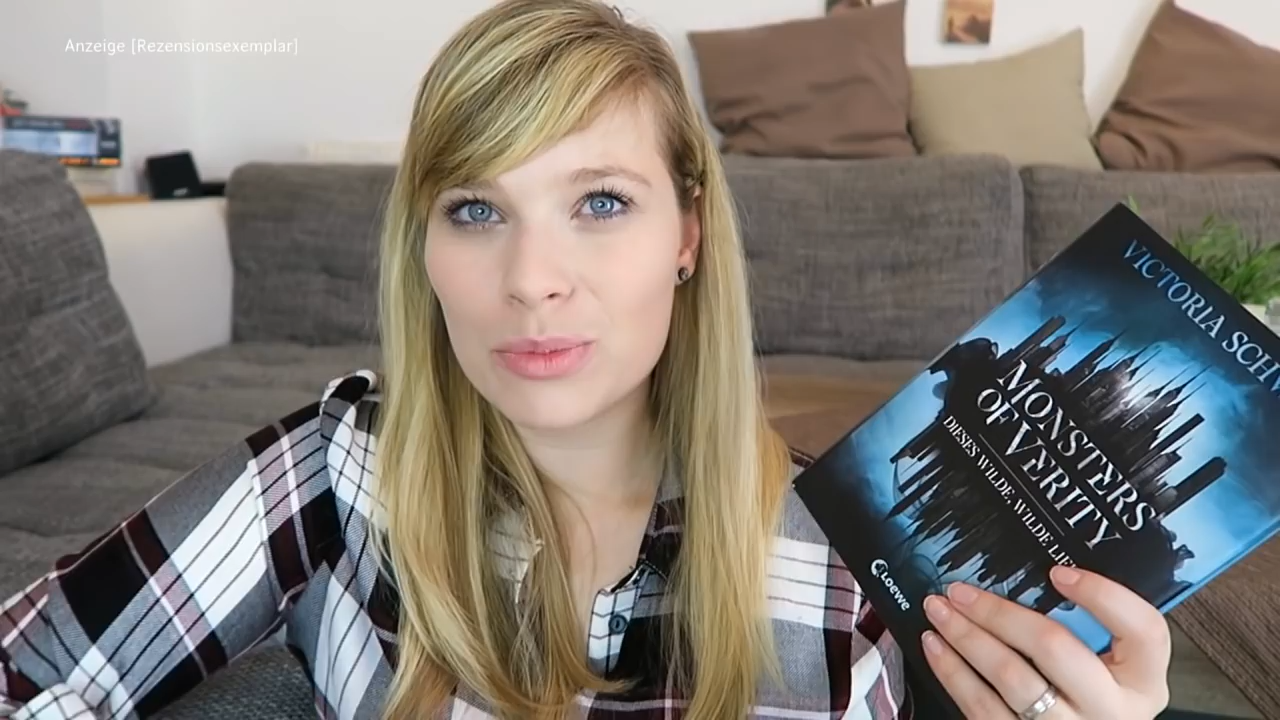 Anzeige [Rezensionsexemplar]
VICTORIA SCHW
MONSTERS
OF VERITY
DIESES WILDE, WILDE LIE
Loewe